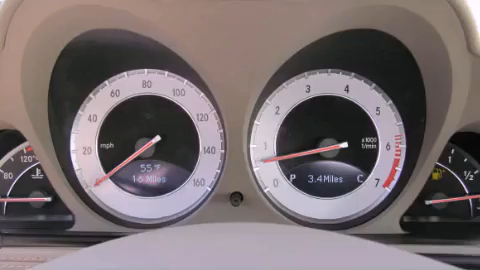 20 40 60 80 100 120 140 160
mph
55 °F
1.6 Miles
0 1 2 3 4 5 6 7
x1000
1/min
P 3.4 Miles C
80 120°
1 1/2